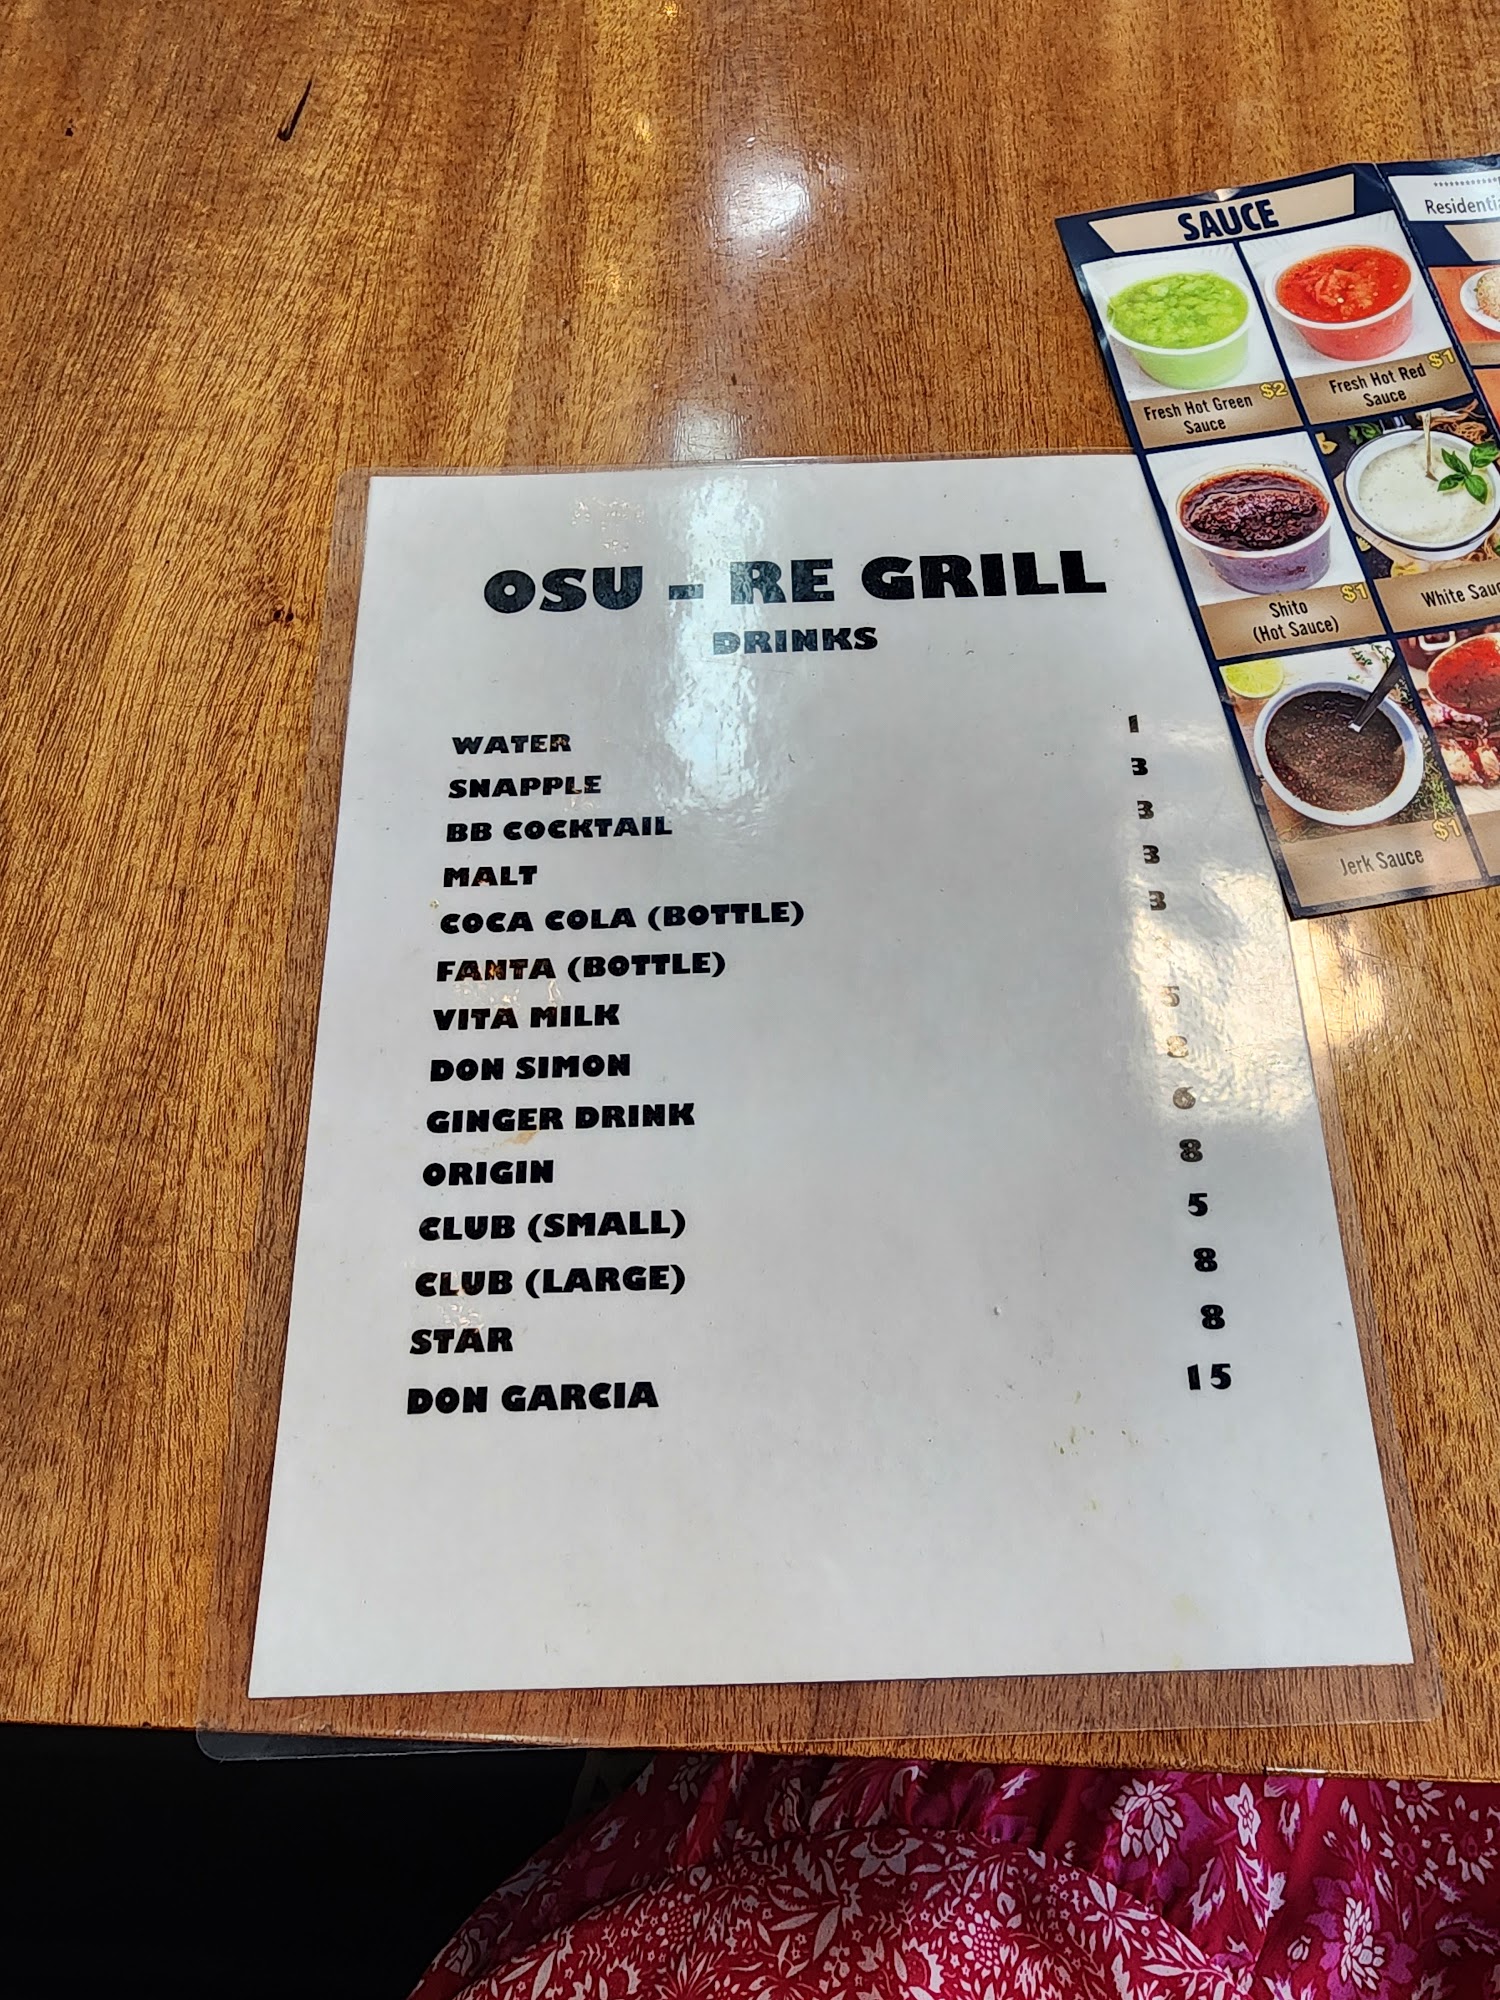 OSU - RE GRILL
DRINKS
WATER 1
SNAPPLE 3
BB COCKTAIL 3
MALT 3
COCA COLA (BOTTLE) 3
FANTA (BOTTLE)
VITA MILK 5
DON SIMON
GINGER DRINK 6
ORIGIN 8
CLUB (SMALL) 5
CLUB (LARGE) 8
STAR 8
DON GARCIA 15
SAUCE
Fresh Hot Green $2
Sauce
Fresh Hot Red $1
Sauce
Shito $1
(Hot Sauce)
White
Jerk Sauce $1